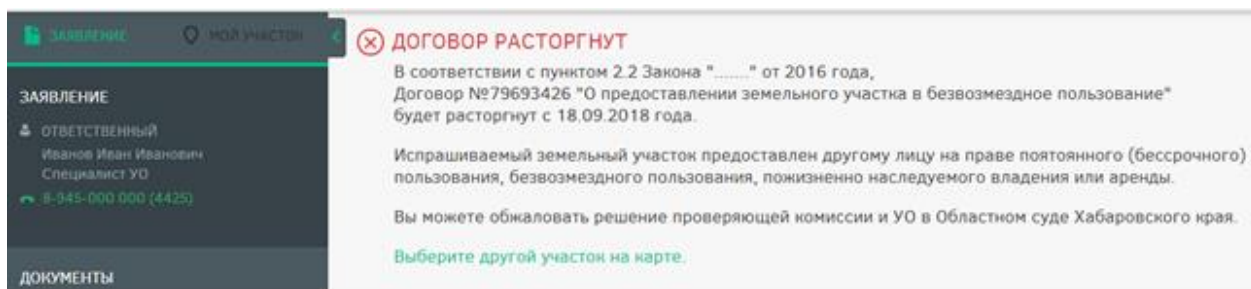 ЗАЯВЛЕНИЕ
МОЙ УЧАСТОК
ЗАЯВЛЕНИЕ
ОТВЕТСТВЕННЫЙ
Иванов Иван Иванович
Специалист УО
8-945-000 000 (4425)
ДОКУМЕНТЫ
ДОГОВОР РАСТОРГНУТ
В соответствии с пунктом 2.2 Закона "......." от 2016 года,
Договор №79693426 "О предоставлении земельного участка в безвозмездное пользование"
будет расторгнут с 18.09.2018 года.
Испрашиваемый земельный участок предоставлен другому лицу на праве поятоянного (бессрочного)
пользования, безвозмездного пользования, пожизненно наследуемого владения или аренды.
Вы можете обжаловать решение проверяющей комиссии и УО в Областном суде Хабаровского края.
Выберите другой участок на карте.